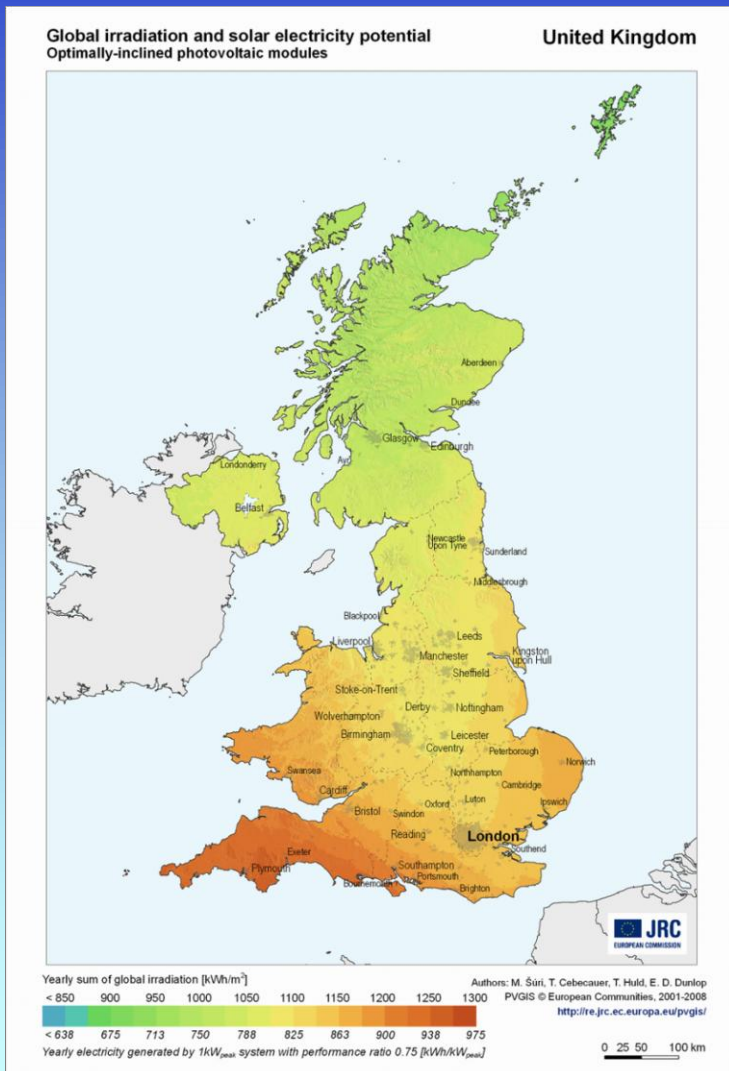 Global irradiation and solar electricity potential
Optimally-inclined photovoltaic modules
United Kingdom
Aberdeen
Dundee
Glasgow
Edinburgh
Ayr
Londonderry
Belfast
Newcastle
Upon Tyne
Sunderland
Middlesbrough
Blackpool
Leeds
Liverpool
Kingston
upon Hull
Manchester
Sheffield
Stoke-on-Trent
Derby
Nottingham
Wolverhampton
Birmingham
Leicester
Peterborough
Norwich
Coventry
Swansea
Northhampton
Cambridge
Cardiff
Oxford
Luton
Ipswich
Bristol
Swindon
Reading
London
Southend
Exeter
Plymouth
Southampton
Bournemouth
Portsmouth
Brighton
JRC
EUROPEAN COMMISSION
Yearly sum of global irradiation [kWh/m²]
< 850 900 950 1000 1050 1100 1150 1200 1250 1300
< 638 675 713 750 788 825 863 900 938 975
Yearly electricity generated by 1kWpeak system with performance ratio 0.75 [kWh/kWpeak]
Authors: M. Šúri, T. Cebecauer, T. Huld, E. D. Dunlop
PVGIS © European Communities, 2001-2008
http://re.jrc.ec.europa.eu/pvgis/
0 25 50 100 km